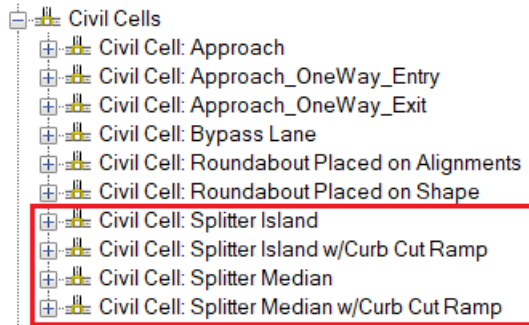 Civil Cells
Civil Cell: Approach
Civil Cell: Approach_OneWay_Entry
Civil Cell: Approach_OneWay_Exit
Civil Cell: Bypass Lane
Civil Cell: Roundabout Placed on Alignments
Civil Cell: Roundabout Placed on Shape
Civil Cell: Splitter Island
Civil Cell: Splitter Island w/Curb Cut Ramp
Civil Cell: Splitter Median
Civil Cell: Splitter Median w/Curb Cut Ramp